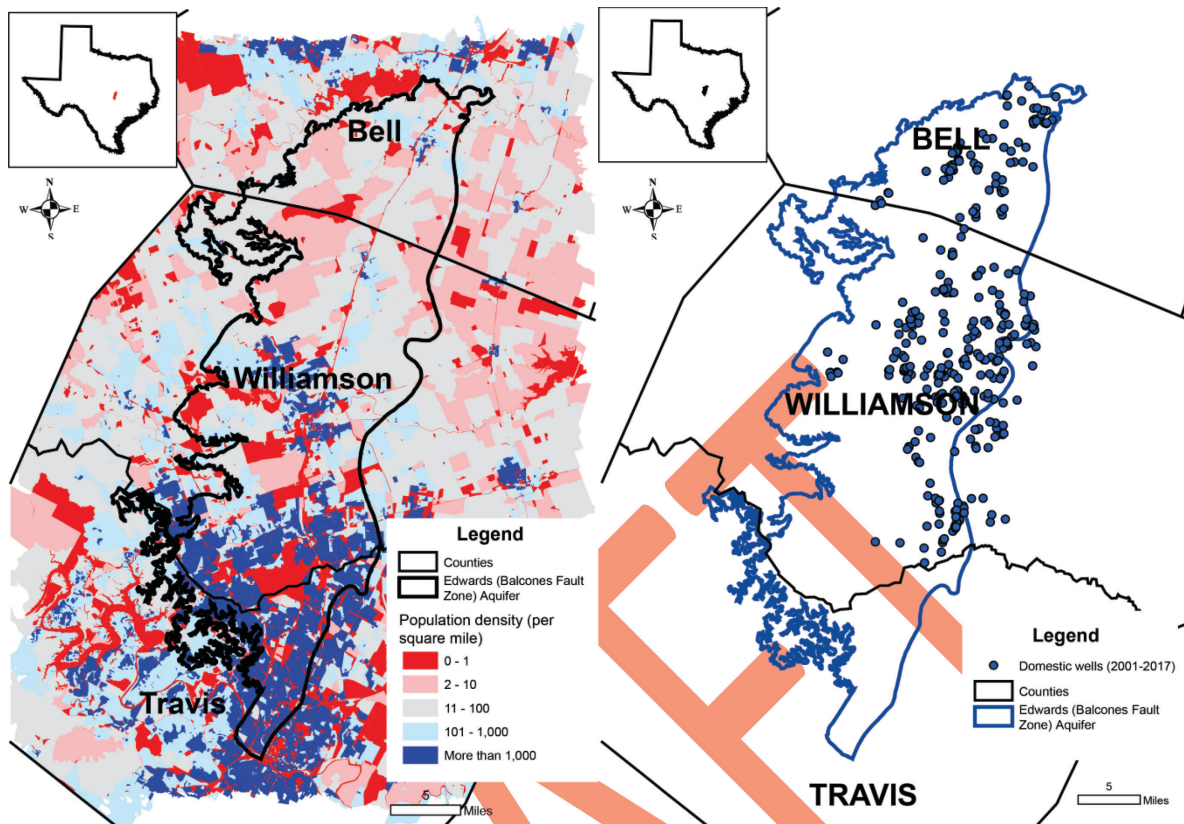 N
W E
S
Bell
Williamson
Travis
Legend
Counties
Edwards (Balcones Fault
Zone) Aquifer
Population density (per
square mile)
0 - 1
2 - 10
11 - 100
101 - 1,000
More than 1,000
5
Miles
N
W E
S
BELL
WILLIAMSON
TRAVIS
Legend
Domestic wells (2001-2017)
Counties
Edwards (Balcones Fault
Zone) Aquifer
5
Miles